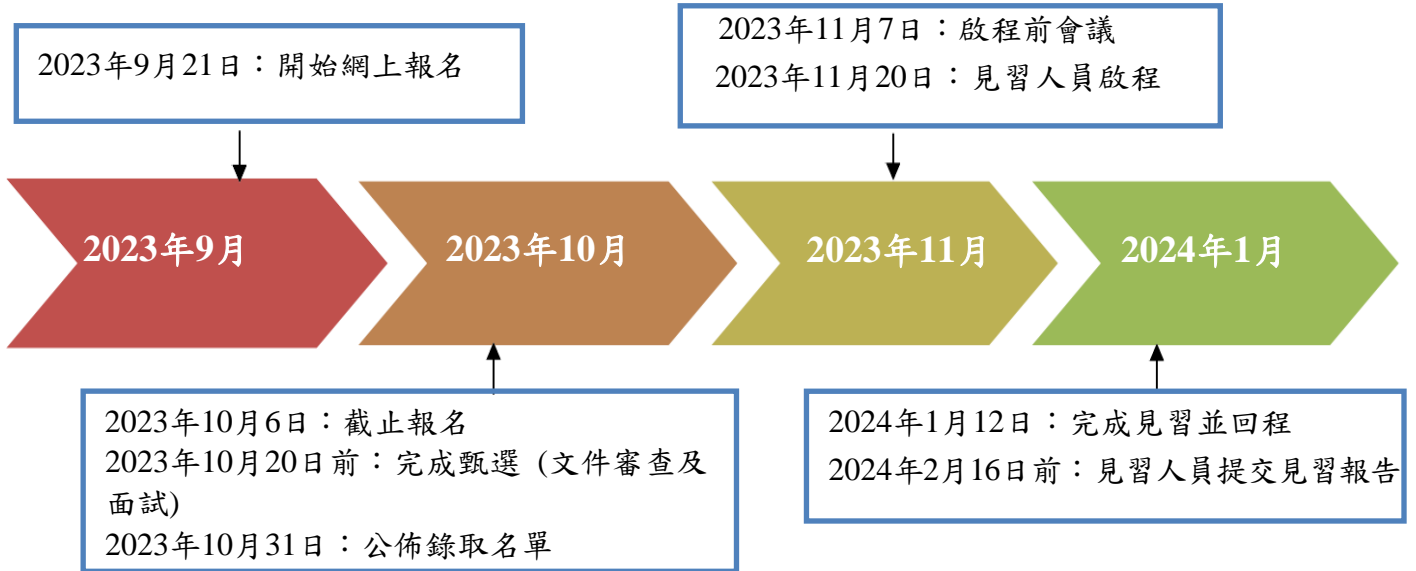 2023年9月21日：開始網上報名
2023年11月7日：啟程前會議
2023年11月20日：見習人員啟程
2023年9月
2023年10月
2023年11月
2024年1月
2023年10月6日：截止報名
2023年10月20日前：完成甄選 (文件審查及
面試)
2023年10月31日：公佈錄取名單
2024年1月12日：完成見習並回程
2024年2月16日前：見習人員提交見習報告